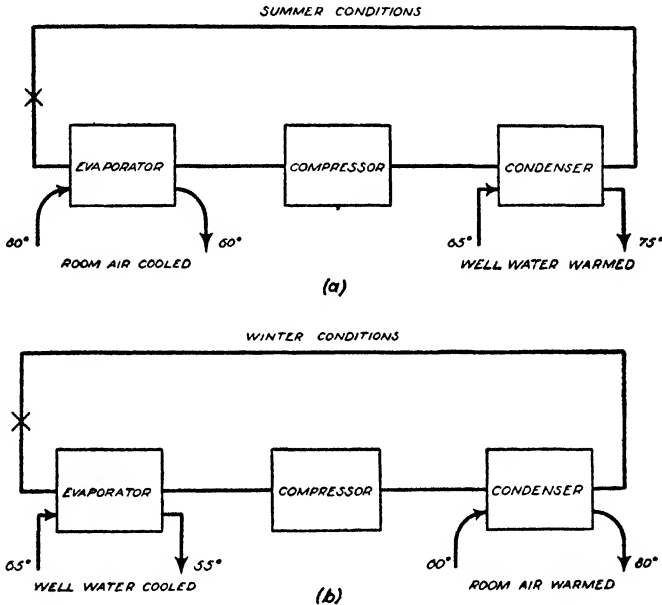 SUMMER CONDITIONS
EVAPORATOR
COMPRESSOR
CONDENSER
80° 60° 65° 75°
ROOM AIR COOLED WELL WATER WARMED
(a)
WINTER CONDITIONS
EVAPORATOR
COMPRESSOR
CONDENSER
65° 55° 60° 80°
WELL WATER COOLED ROOM AIR WARMED
(b)